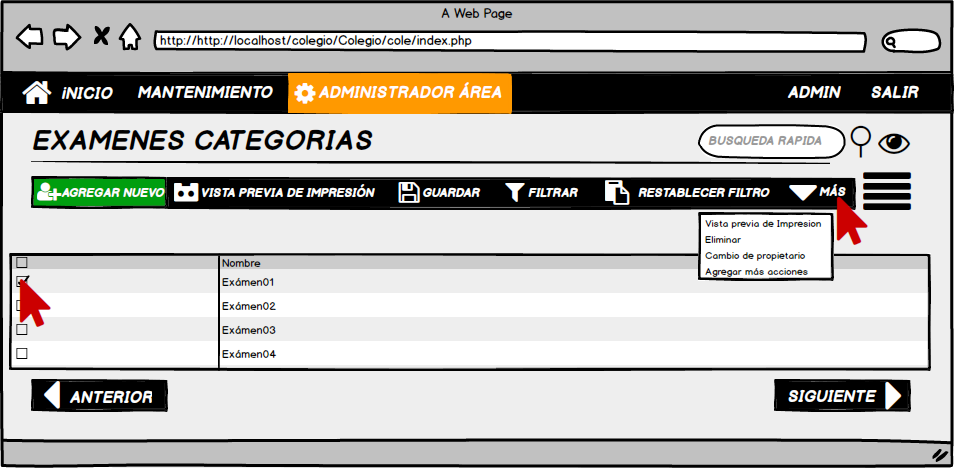 A Web Page
http://http://localhost/colegio/Colegio/cole/index.php
iNICIO MANTENIMIENTO ADMINISTRADOR ÁREA ADMIN SALIR
EXAMENES CATEGORIAS
BUSQUEDA RAPIDA
AGREGAR NUEVO VISTA PREVIA DE IMPRESIÓN GUARDAR FILTRAR RESTABLECER FILTRO MÁS
Vista previa de Impresion
Eliminar
Cambio de propietario
Agregar más acciones
Nombre
Exámen01
Exámen02
Exámen03
Exámen04
ANTERIOR SIGUIENTE